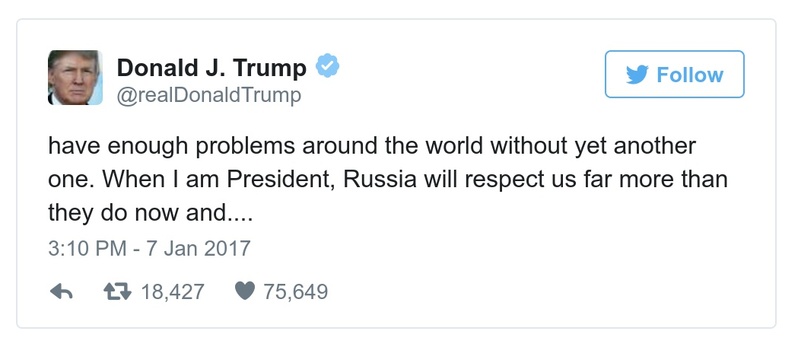 Donald J. Trump
@realDonaldTrump
Follow
have enough problems around the world without yet another
one. When I am President, Russia will respect us far more than
they do now and....
3:10 PM - 7 Jan 2017
18,427 75,649